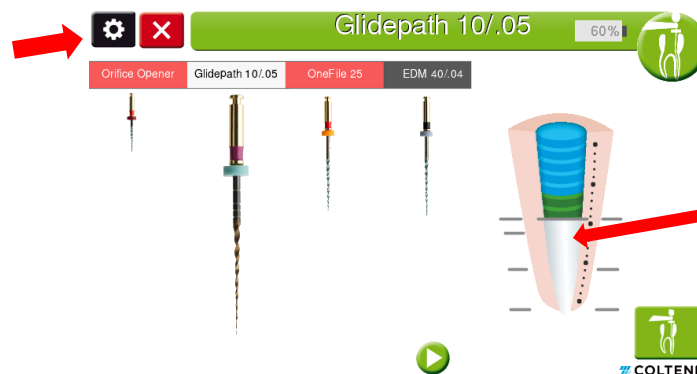 Glidepath 10/.05
60%
Orifice Opener Glidepath 10/.05 OneFile 25 EDM 40/.04
COLTENE